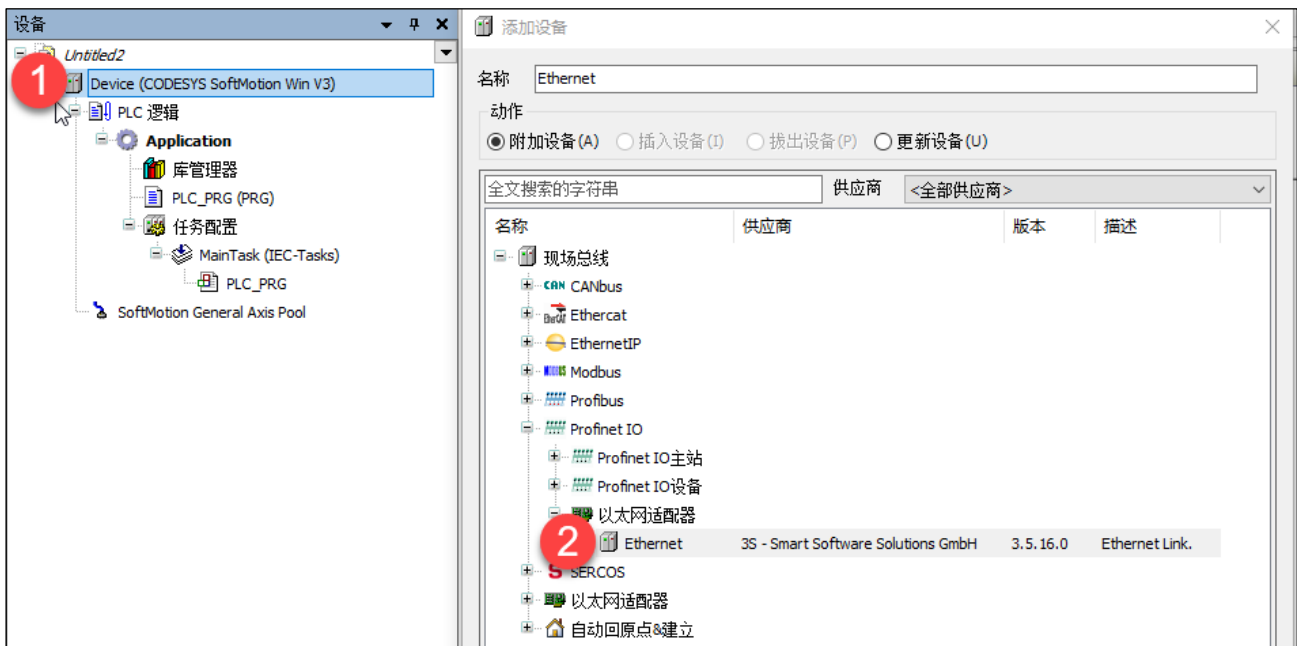 设备
Untitled2
1
Device (CODESYS SoftMotion Win V3)
PLC 逻辑
Application
库管理器
PLC_PRG (PRG)
任务配置
MainTask (IEC-Tasks)
PLC_PRG
SoftMotion General Axis Pool
添加设备
名称 Ethernet
动作
附加设备(A) 插入设备(I) 拔出设备(P) 更新设备(U)
全文搜索的字符串 供应商 <全部供应商>
名称 供应商 版本 描述
现场总线
CAN CANbus
Ethercat
EthernetIP
MODBUS Modbus
Profibus
Profinet IO
Profinet IO主站
Profinet IO设备
以太网适配器
2 Ethernet 3S - Smart Software Solutions GmbH 3.5.16.0 Ethernet Link.
SERCOS
以太网适配器
自动回原点&建立